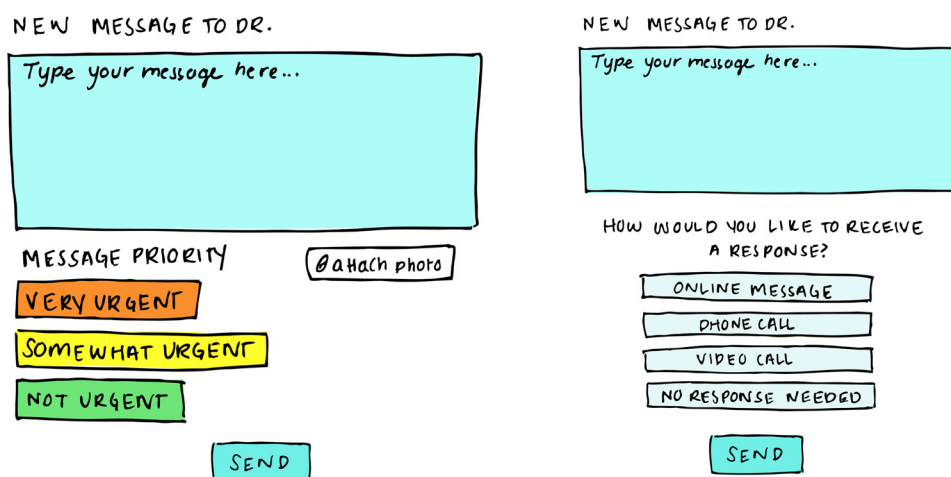 NEW MESSAGE TO DR.
Type your message here...
MESSAGE PRIORITY
attach photo
VERY URGENT
SOMEWHAT URGENT
NOT URGENT
SEND
NEW MESSAGE TO DR.
Type your message here...
HOW WOULD YOU LIKE TO RECEIVE
A RESPONSE?
ONLINE MESSAGE
PHONE CALL
VIDEO CALL
NO RESPONSE NEEDED
SEND